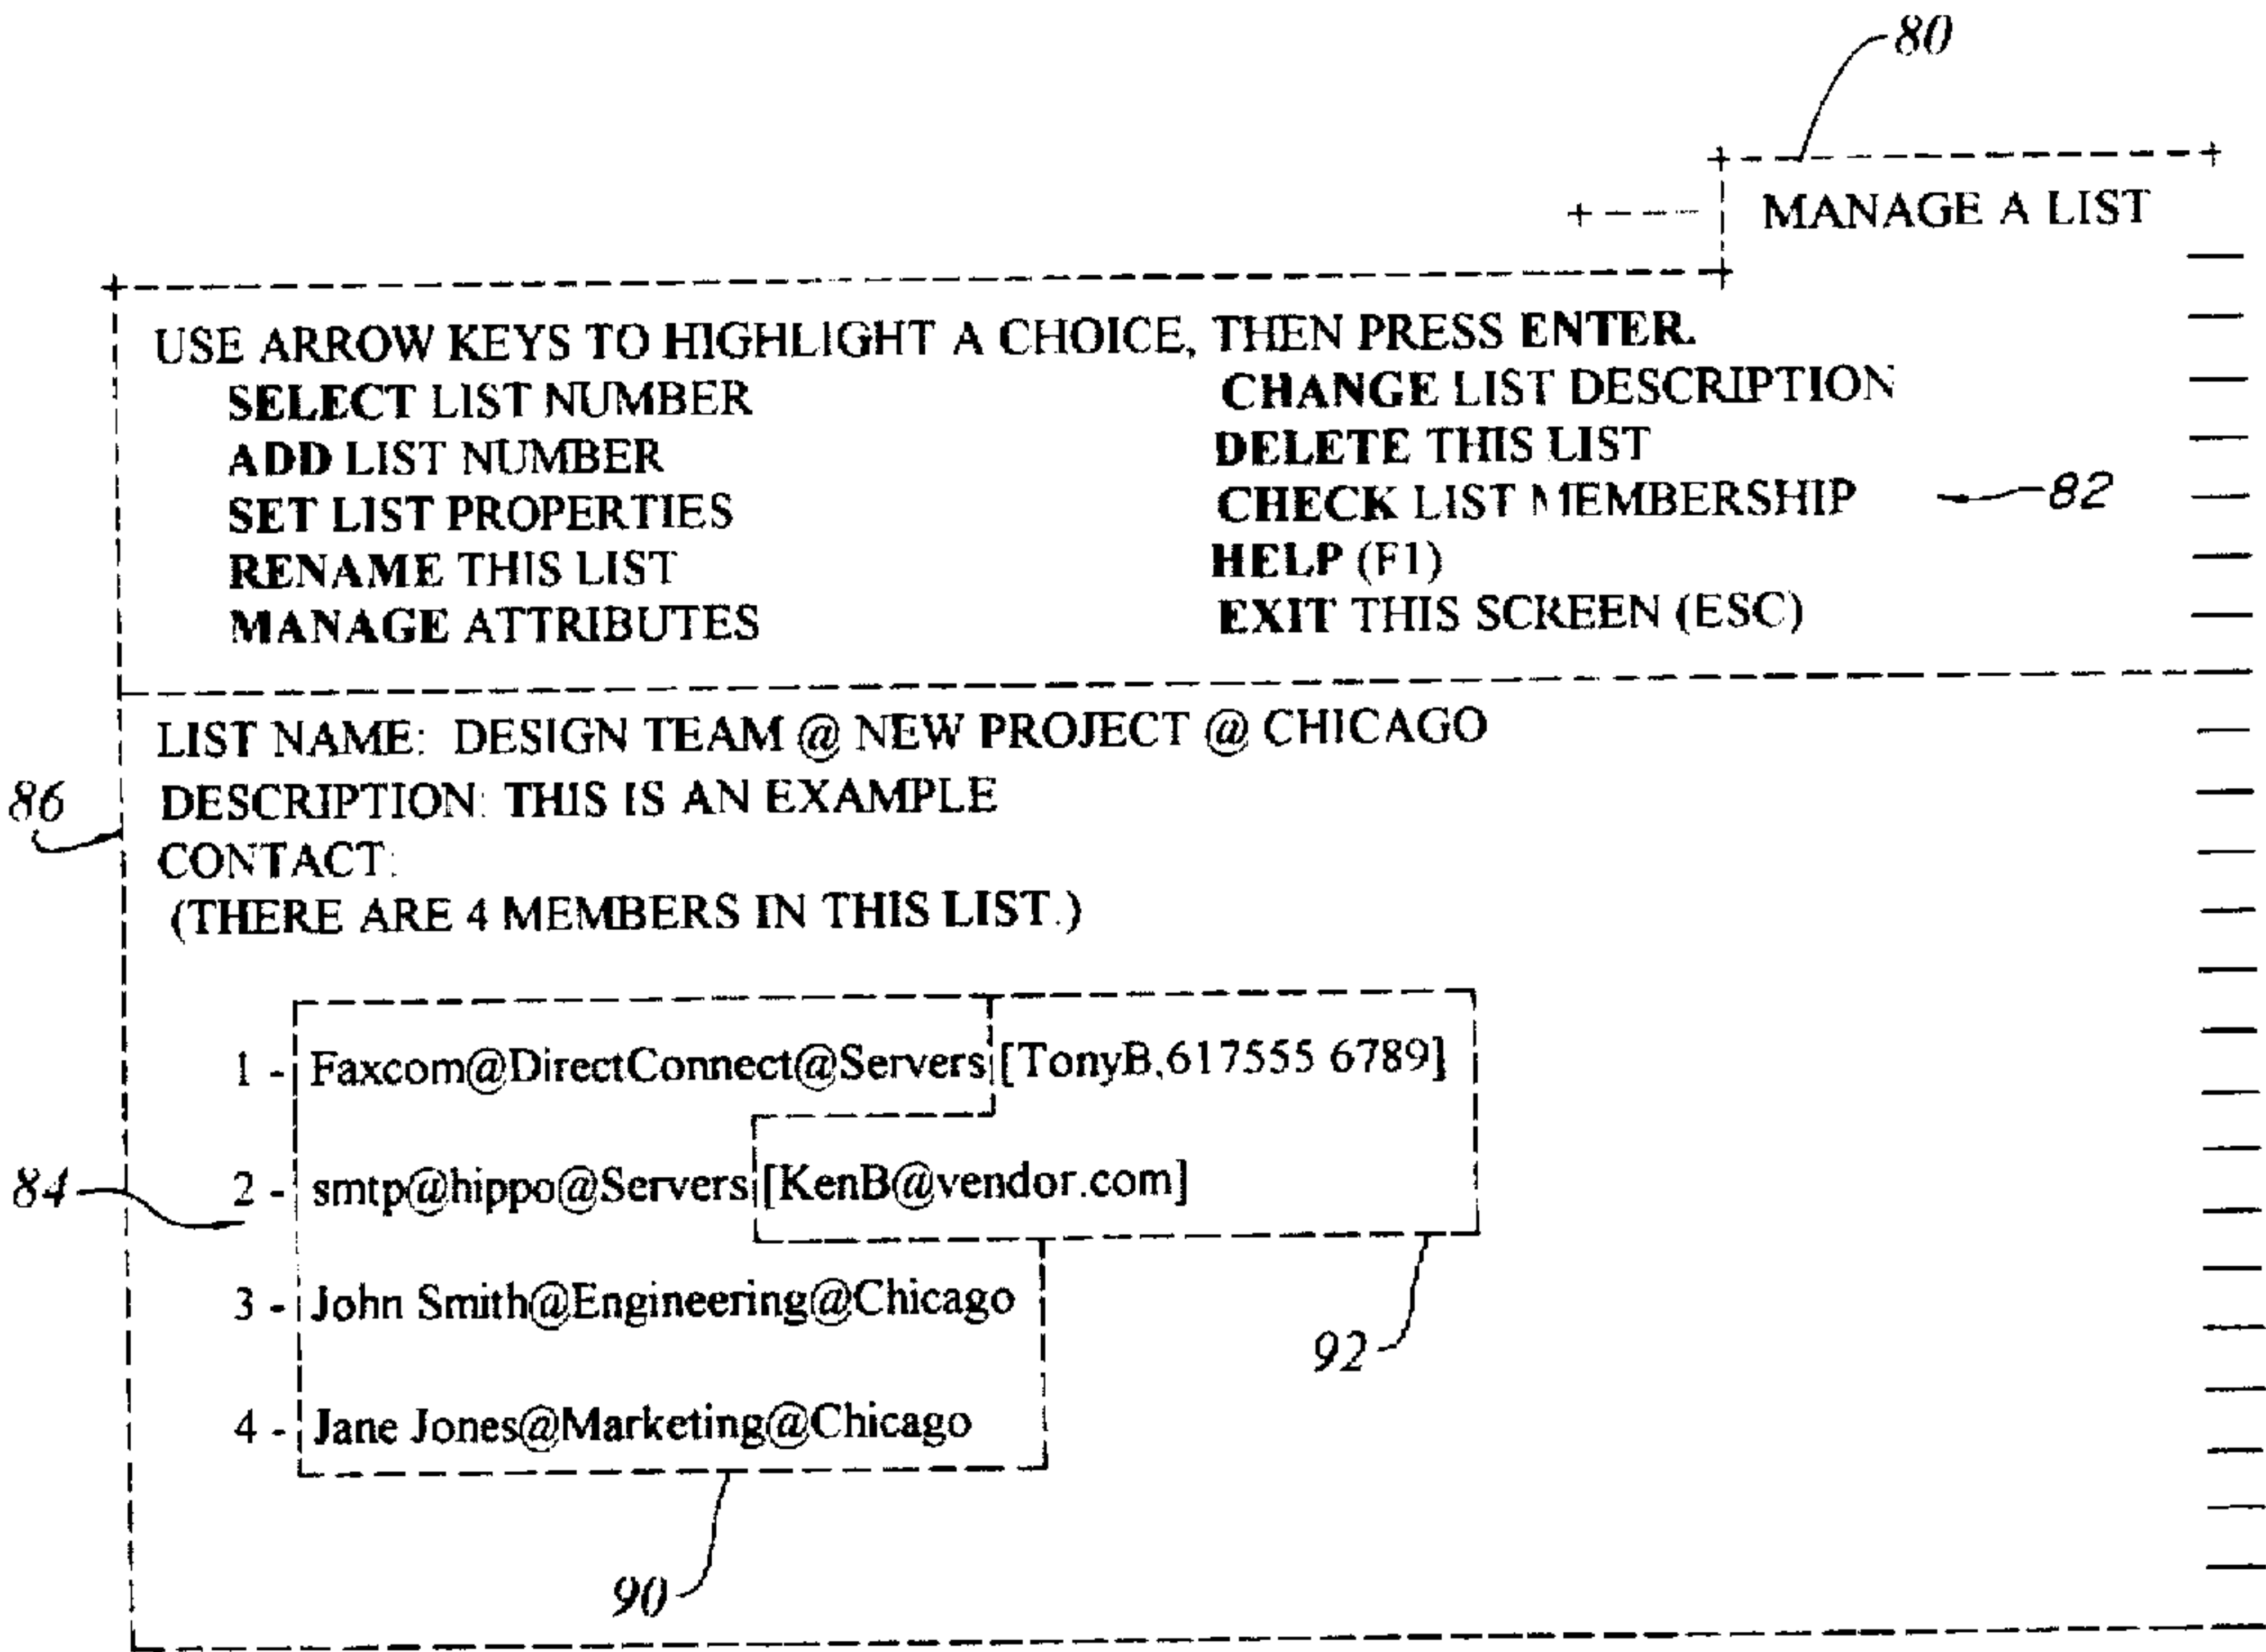 80
MANAGE A LIST
USE ARROW KEYS TO HIGHLIGHT A CHOICE, THEN PRESS ENTER.
SELECT LIST NUMBER CHANGE LIST DESCRIPTION
ADD LIST NUMBER DELETE THIS LIST
SET LIST PROPERTIES CHECK LIST MEMBERSHIP 82
RENAME THIS LIST HELP (F1)
MANAGE ATTRIBUTES EXIT THIS SCREEN (ESC)
LIST NAME: DESIGN TEAM @ NEW PROJECT @ CHICAGO
86 DESCRIPTION: THIS IS AN EXAMPLE
CONTACT:
(THERE ARE 4 MEMBERS IN THIS LIST.)
1 - Faxcom@DirectConnect@Servers [TonyB,617555 6789]
84 2 - smtp@hippo@Servers [KenB@vendor.com]
3 - John Smith@Engineering@Chicago
92
4 - Jane Jones@Marketing@Chicago
90